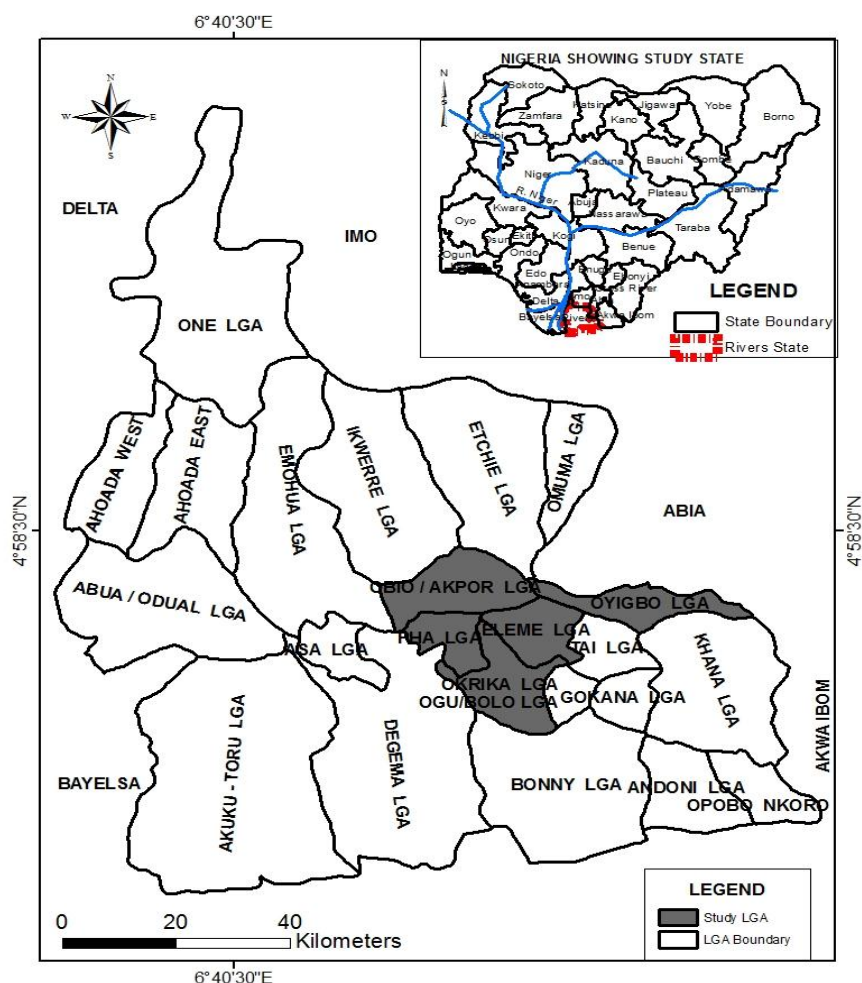 6°40'30"E
NIGERIA SHOWING STUDY STATE
N
W
E
S
N
S
Sokoto
Zamfara
Katsina
Jigawa
Kano
Yobe
Borno
Kebbi
Kaduna
Bauchi
Gombe
Niger
R. Niger
Abuja
Plateau
Adamawa
Kwara
Nassarawa
Taraba
Oyo
Osun
Ekiti
Kogi
Benue
Ogun
Ondo
Edo
Enugu
Ebonyi
Delta
Bayelsa
Rivers
Akwa Ibom
LEGEND
State Boundary
Rivers State
DELTA
IMO
ONE LGA
AHOADA WEST
AHOADA EAST
EMOHUA LGA
IKWERRE LGA
ETCHIE LGA
OMUMA LGA
ABIA
4°58'30"N
4°58'30"N
OBIO / AKPOR LGA
ABUA / ODUAL LGA
OYIGBO LGA
ASA LGA
PHA LGA
ELEME LGA
TAI LGA
KHANA LGA
OKRIKA LGA
OGU/BOLO LGA
GOKANA LGA
AKWA IBOM
BAYELSA
AKUKU - TORU LGA
DEGEMA LGA
BONNY LGA
ANDONI LGA
OPOBO NKORO
LEGEND
Study LGA
LGA Boundary
0 20 40
Kilometers
6°40'30"E